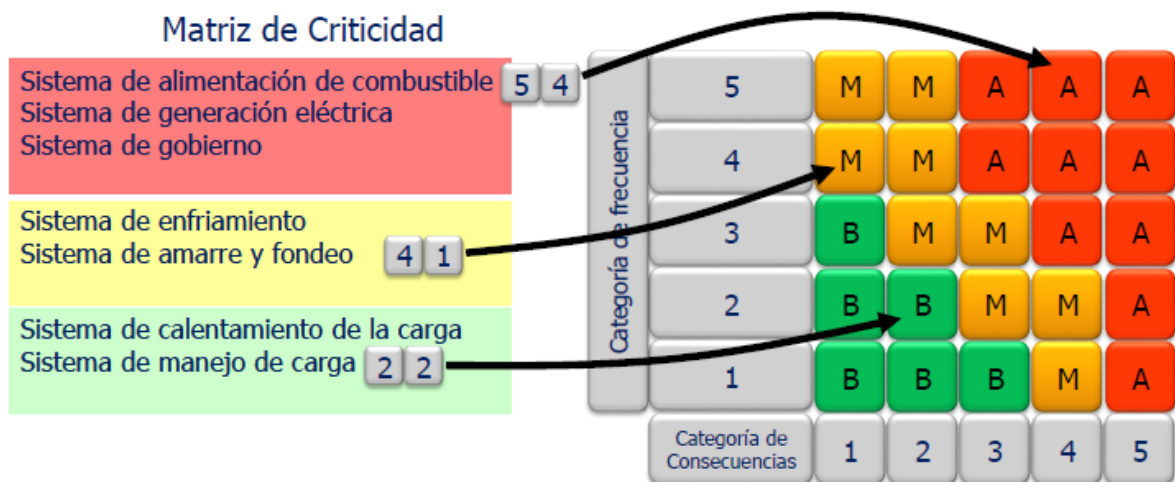 Matriz de Criticidad
Sistema de alimentación de combustible 5 4
Sistema de generación eléctrica
Sistema de gobierno
Sistema de enfriamiento
Sistema de amarre y fondeo 4 1
Sistema de calentamiento de la carga
Sistema de manejo de carga 2 2
Categoría de frecuencia
5 M M A A A
4 M M A A A
3 B M M A A
2 B B M M A
1 B B B M A
Categoría de
Consecuencias
1 2 3 4 5